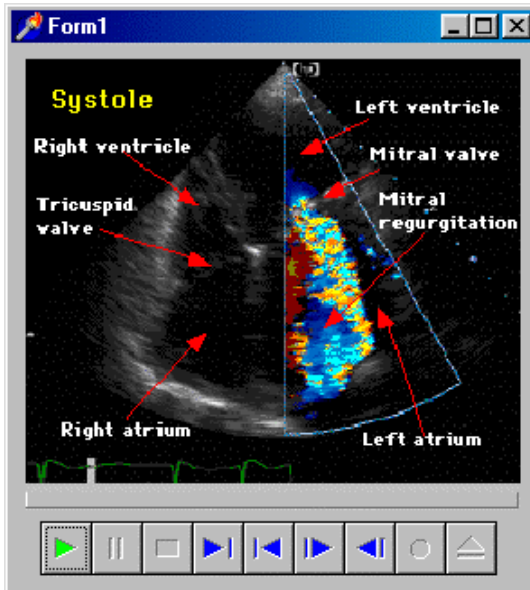 Form1
Systole
Left ventricle
Right ventricle
Mitral valve
Tricuspid
valve
Mitral
regurgitation
Right atrium
Left atrium